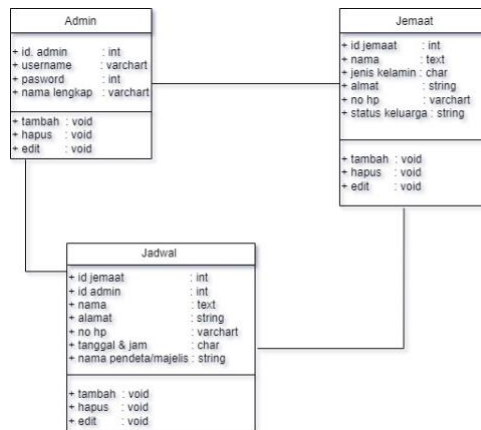 Admin
+ id. admin : int
+ username : varchart
+ pasword : int
+ nama lengkap : varchart
+ tambah : void
+ hapus : void
+ edit : void
Jemaat
+ id jemaat : int
+ nama : text
+ jenis kelamin : char
+ almat : string
+ no hp : varchart
+ status keluarga : string
+ tambah : void
+ hapus : void
+ edit : void
Jadwal
+ id jemaat : int
+ id admin : int
+ nama : text
+ alamat : string
+ no hp : varchart
+ tanggal & jam : char
+ nama pendeta/majelis : string
+ tambah : void
+ hapus : void
+ edit : void